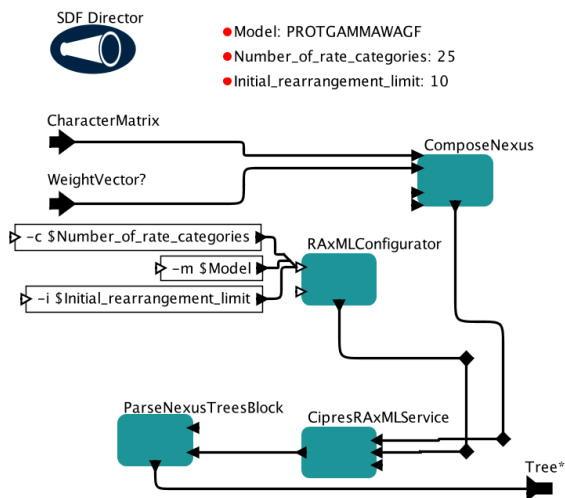 SDF Director
Model: PROTGAMMAWAGF
Number_of_rate_categories: 25
Initial_rearrangement_limit: 10
CharacterMatrix
ComposeNexus
WeightVector?
-c $Number_of_rate_categories
RAxMLConfigurator
-m $Model
-i $Initial_rearrangement_limit
ParseNexusTreesBlock
CipresRAxMLService
Tree*